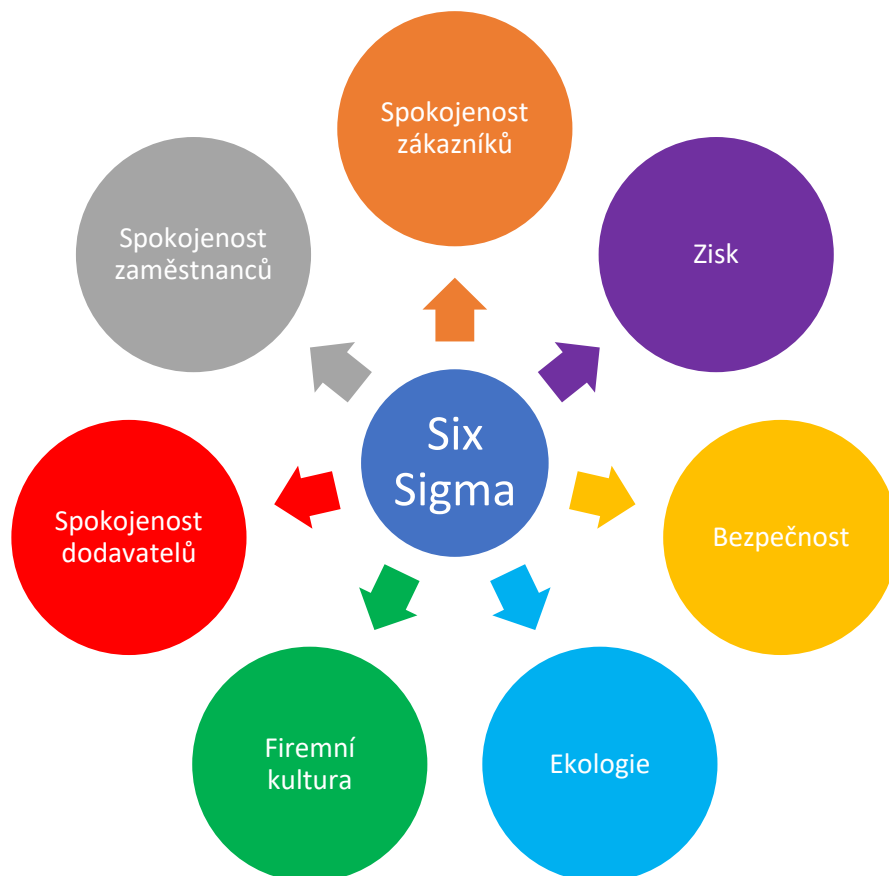 Spokojenost
zákazníků
Spokojenost
zaměstnanců
Zisk
Six
Sigma
Spokojenost
dodavatelů
Bezpečnost
Firemní
kultura
Ekologie